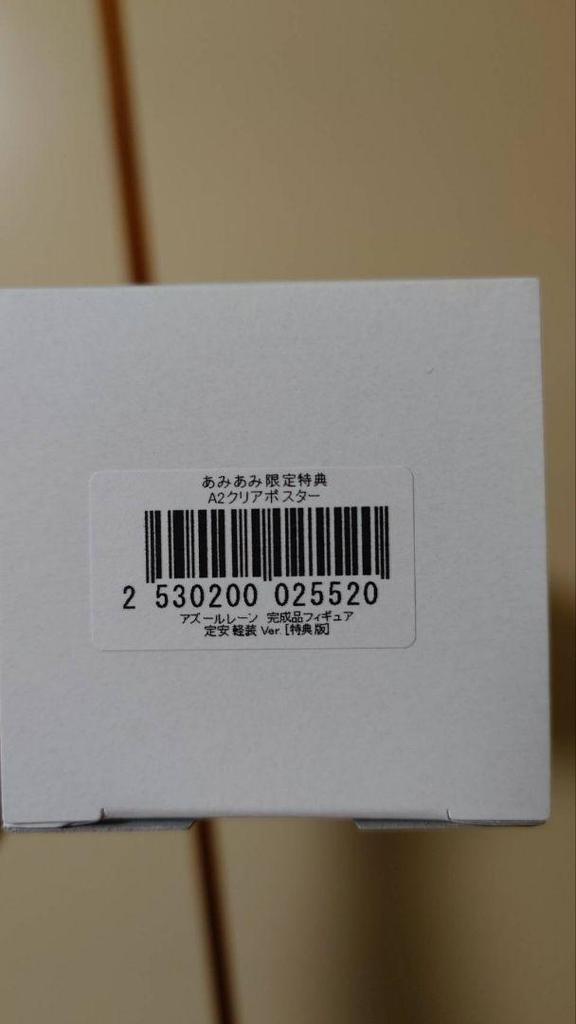 あみあみ限定特典
A2クリアポスター
2 530200 025520
アズールレーン 完成品フィギュア
定安 軽装 Ver. [特典版]